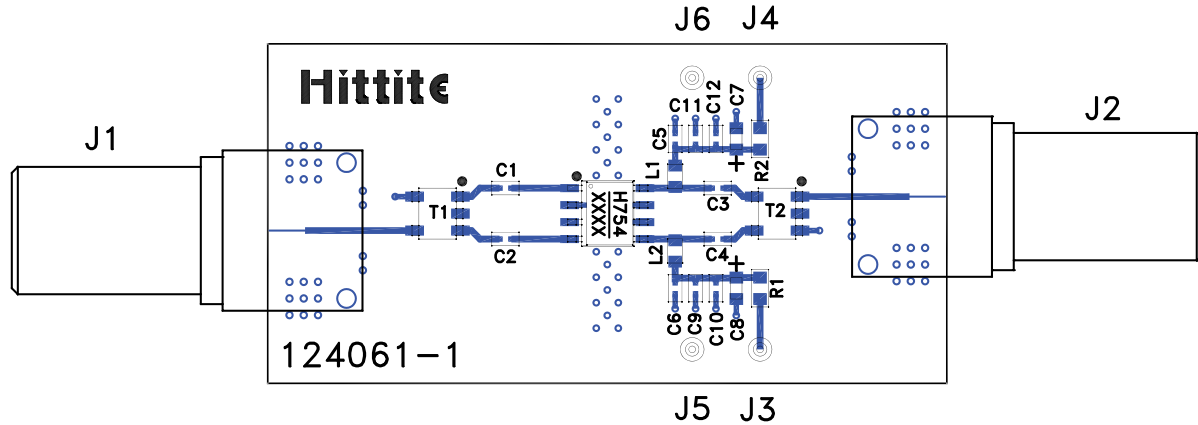 J6 J4
Hittite
J1
J2
C11 C12 C7
C5
L1
R2
C1
T1
H754
XXXX
C3
T2
C2
C4
L2
R1
C6 C9 C10 C8
124061-1
J5 J3